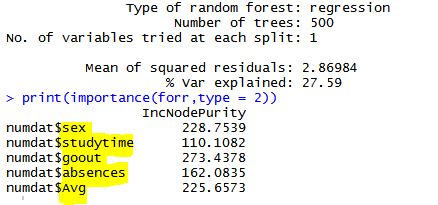 Type of random forest: regression
Number of trees: 500
No. of variables tried at each split: 1
Mean of squared residuals: 2.86984
% Var explained: 27.59
> print(importance(forr,type = 2))
IncNodePurity
numdat$sex 228.7539
numdat$studytime 110.1082
numdat$goout 273.4378
numdat$absences 162.0835
numdat$Avg 225.6573